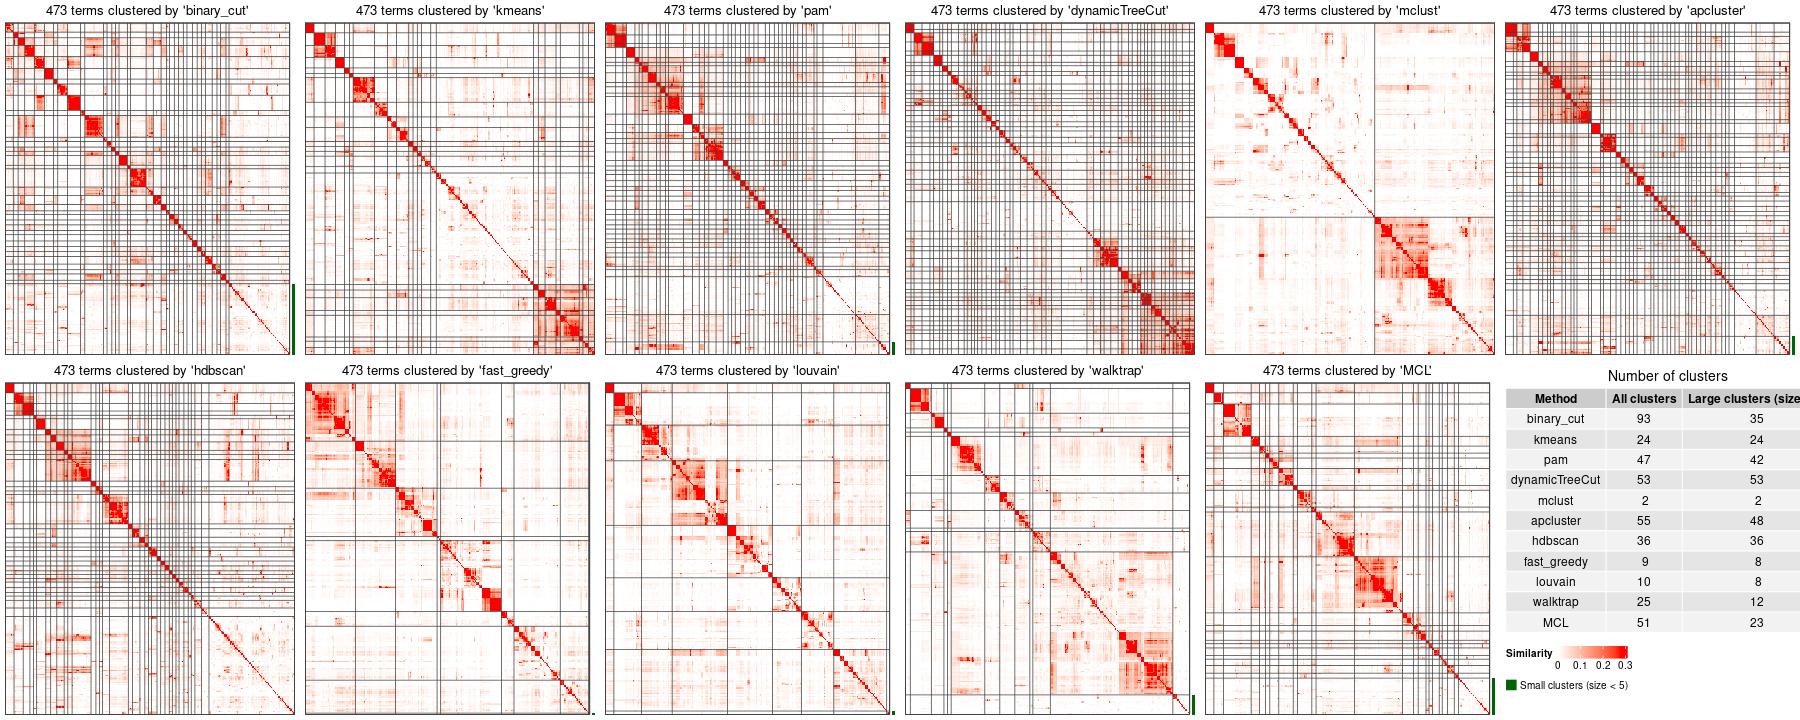 473 terms clustered by 'binary_cut'
473 terms clustered by 'kmeans'
473 terms clustered by 'pam'
473 terms clustered by 'dynamicTreeCut'
473 terms clustered by 'mclust'
473 terms clustered by 'apcluster'
473 terms clustered by 'hdbscan'
473 terms clustered by 'fast_greedy'
473 terms clustered by 'louvain'
473 terms clustered by 'walktrap'
473 terms clustered by 'MCL'
Number of clusters
Method All clusters Large clusters (size
binary_cut 93 35
kmeans 24 24
pam 47 42
dynamicTreeCut 53 53
mclust 2 2
apcluster 55 48
hdbscan 36 36
fast_greedy 9 8
louvain 10 8
walktrap 25 12
MCL 51 23
Similarity
0 0.1 0.2 0.3
Small clusters (size < 5)